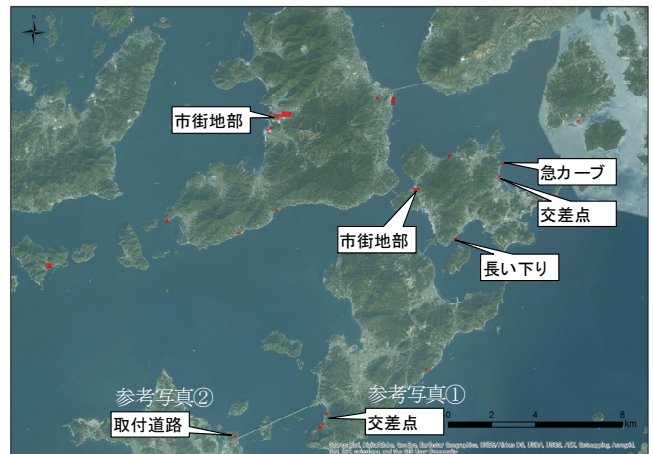 N
市街地部
急カーブ
交差点
市街地部
長い下り
参考写真②
参考写真①
取付道路
交差点
0 2 4 6 8
km